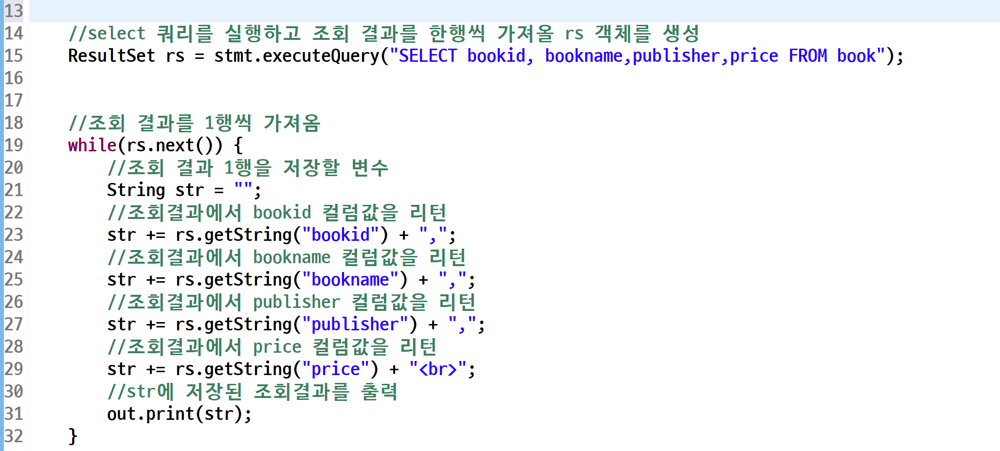 13
14 //select 쿼리를 실행하고 조회 결과를 한행씩 가져올 rs 객체를 생성
15 ResultSet rs = stmt.executeQuery("SELECT bookid, bookname,publisher,price FROM book");
16
17
18 //조회 결과를 1행씩 가져옴
19 while(rs.next()) {
20 //조회 결과 1행을 저장할 변수
21 String str = "";
22 //조회결과에서 bookid 컬럼값을 리턴
23 str += rs.getString("bookid") + ",";
24 //조회결과에서 bookname 컬럼값을 리턴
25 str += rs.getString("bookname") + ",";
26 //조회결과에서 publisher 컬럼값을 리턴
27 str += rs.getString("publisher") + ",";
28 //조회결과에서 price 컬럼값을 리턴
29 str += rs.getString("price") + "<br>";
30 //str에 저장된 조회결과를 출력
31 out.print(str);
32 }